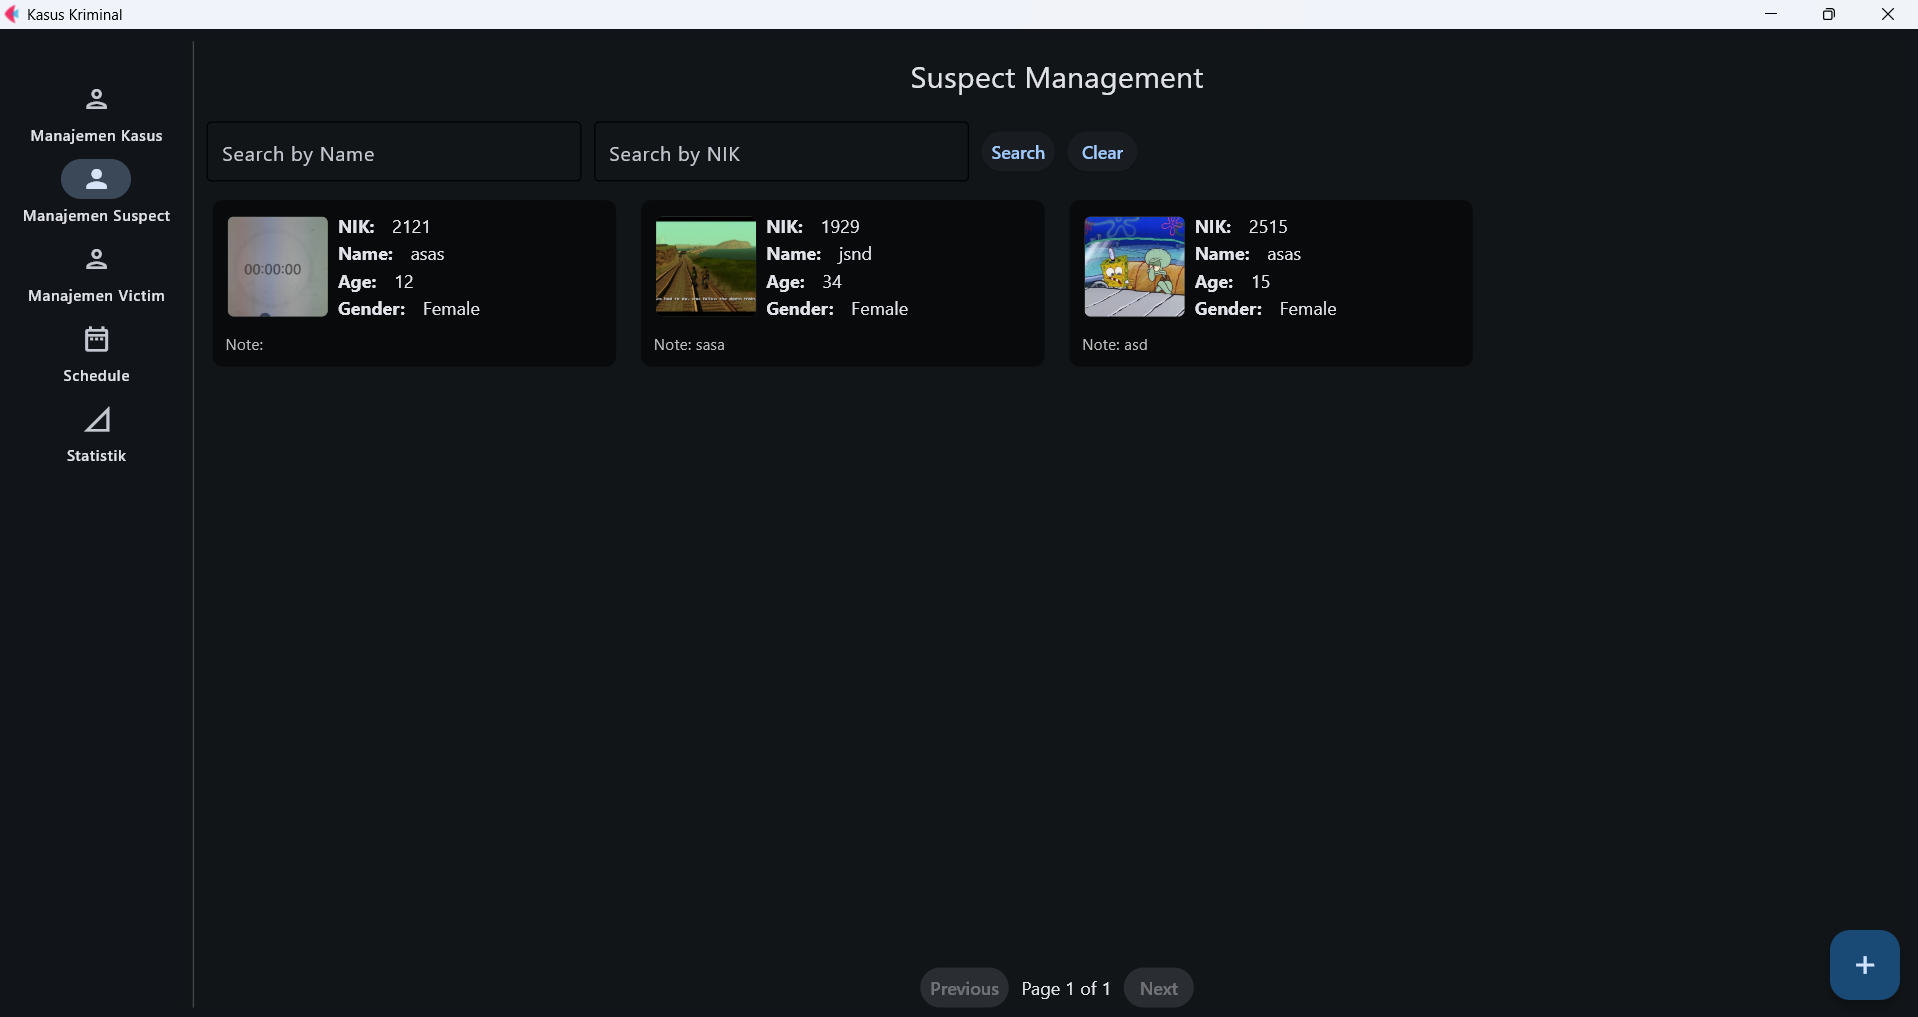 Kasus Kriminal
Suspect Management
Manajemen Kasus
Manajemen Suspect
Manajemen Victim
Schedule
Statistik
Search by Name
Search by NIK
Search
Clear
00:00:00
NIK: 2121
Name: asas
Age: 12
Gender: Female
Note:
NIK: 1929
Name: jsnd
Age: 34
Gender: Female
Note: sasa
NIK: 2515
Name: asas
Age: 15
Gender: Female
Note: asd
Previous
Page 1 of 1
Next